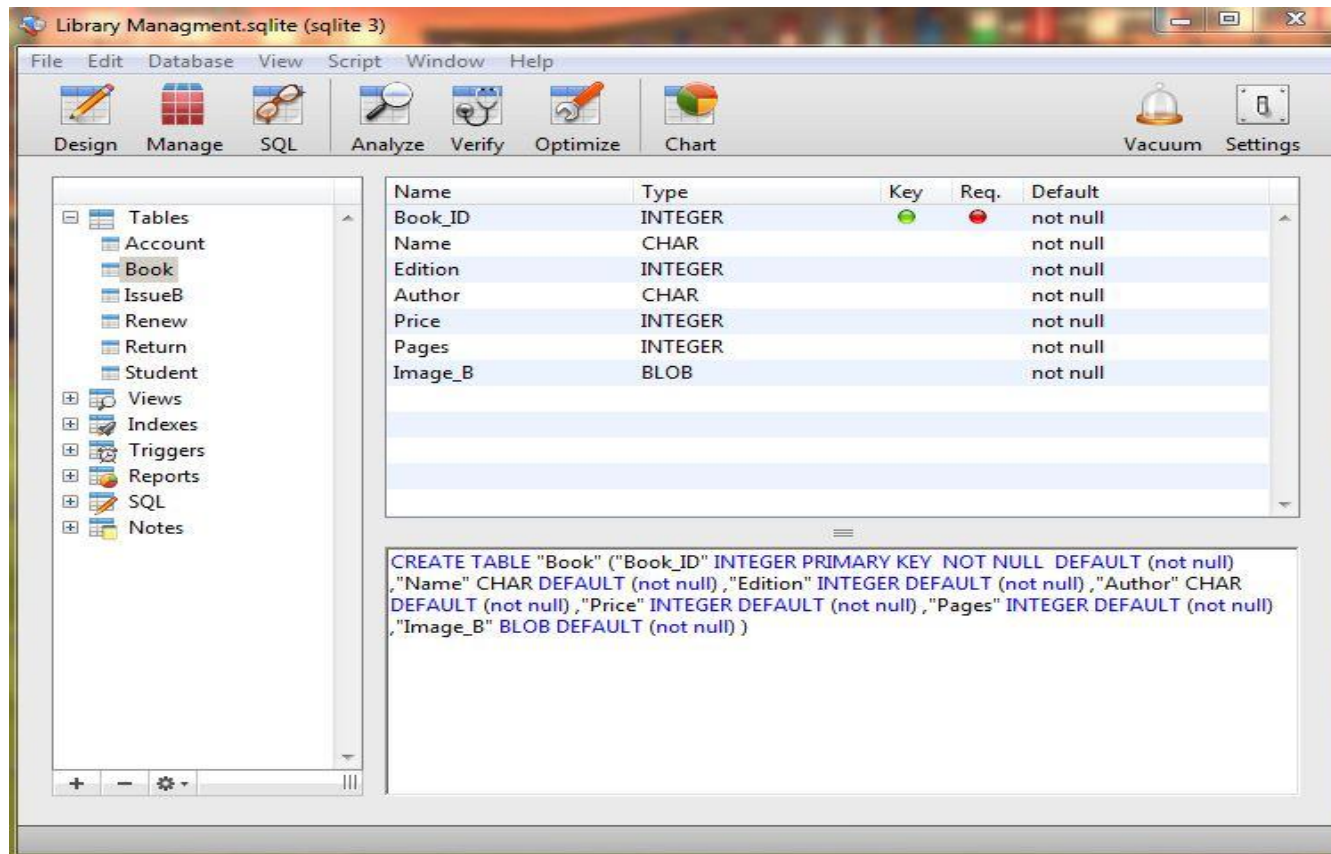 Library Managment.sqlite (sqlite 3)
File Edit Database View Script Window Help
Design Manage SQL Analyze Verify Optimize Chart Vacuum Settings
Name Type Key Req. Default
Tables
Account
Book
IssueB
Renew
Return
Student
Views
Indexes
Triggers
Reports
SQL
Notes
Book_ID INTEGER not null
Name CHAR not null
Edition INTEGER not null
Author CHAR not null
Price INTEGER not null
Pages INTEGER not null
Image_B BLOB not null
CREATE TABLE "Book" ("Book_ID" INTEGER PRIMARY KEY NOT NULL DEFAULT (not null)
,"Name" CHAR DEFAULT (not null) ,"Edition" INTEGER DEFAULT (not null) ,"Author" CHAR
DEFAULT (not null) ,"Price" INTEGER DEFAULT (not null) ,"Pages" INTEGER DEFAULT (not null)
,"Image_B" BLOB DEFAULT (not null) )